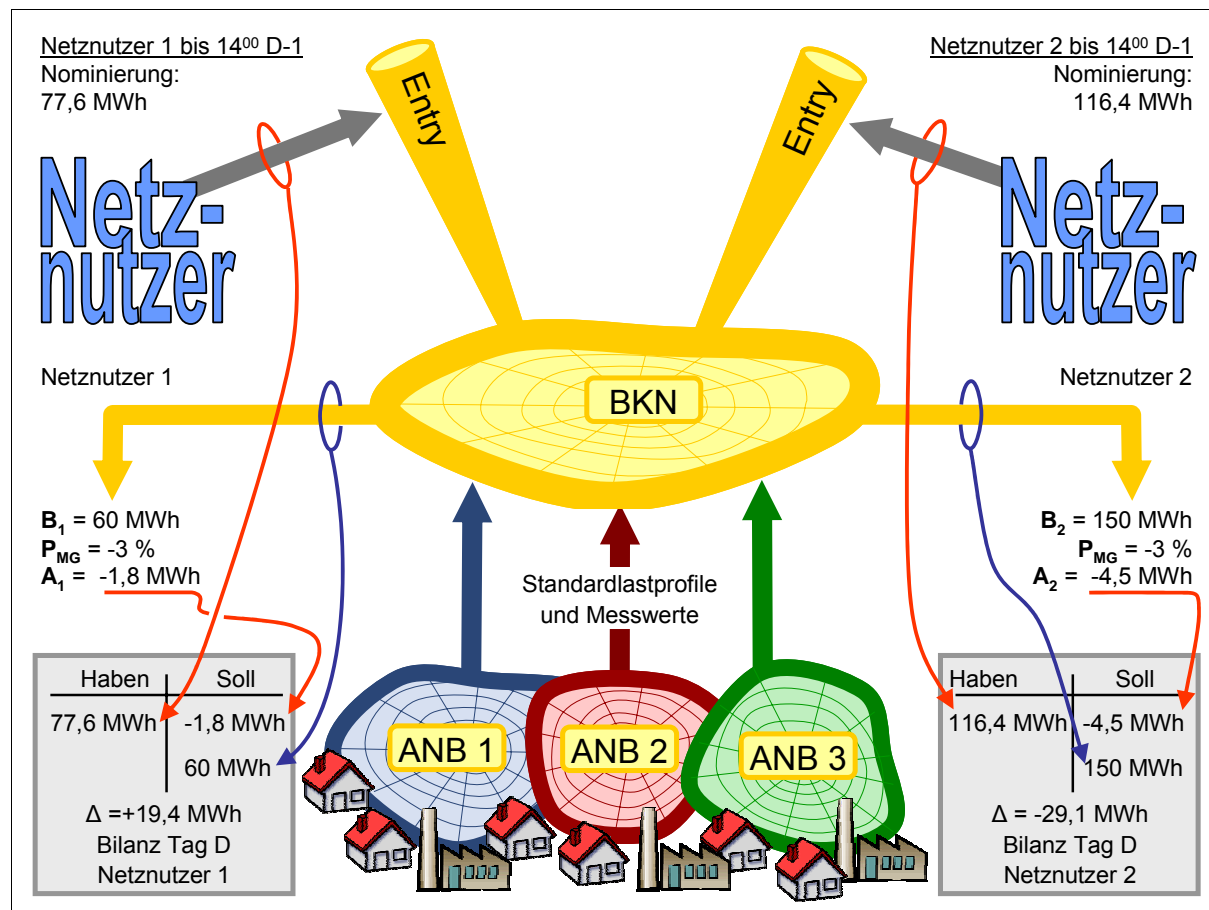 Netznutzer 1 bis 14⁰⁰ D-1
Nominierung:
77,6 MWh
Netznutzer 2 bis 14⁰⁰ D-1
Nominierung:
116,4 MWh
Entry
Entry
Netz-
nutzer
Netz-
nutzer
Netznutzer 1
BKN
Netznutzer 2
B₁ = 60 MWh
P_MG = -3 %
A₁ = -1,8 MWh
B₂ = 150 MWh
P_MG = -3 %
A₂ = -4,5 MWh
Standardlastprofile
und Messwerte
Haben Soll
77,6 MWh -1,8 MWh
60 MWh
Δ =+19,4 MWh
Bilanz Tag D
Netznutzer 1
ANB 1
ANB 2
ANB 3
Haben Soll
116,4 MWh -4,5 MWh
150 MWh
Δ = -29,1 MWh
Bilanz Tag D
Netznutzer 2